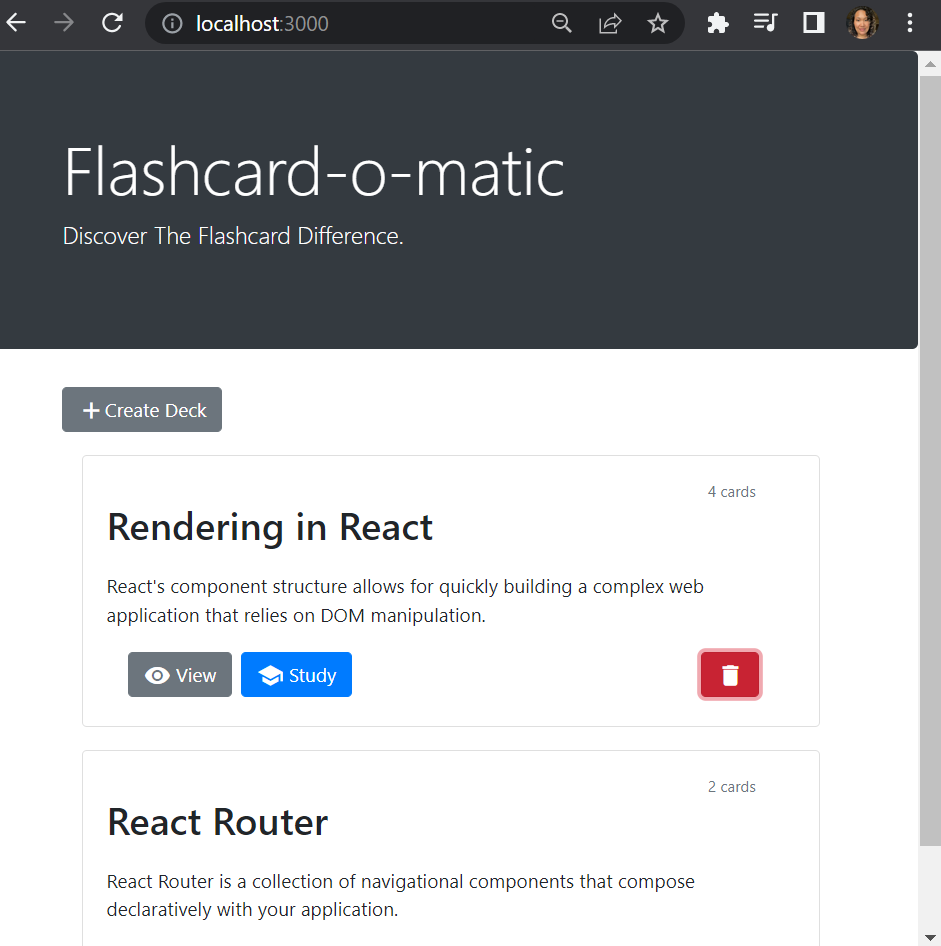 localhost:3000
Flashcard-o-matic
Discover The Flashcard Difference.
Create Deck
4 cards
Rendering in React
React's component structure allows for quickly building a complex web
application that relies on DOM manipulation.
View Study
2 cards
React Router
React Router is a collection of navigational components that compose
declaratively with your application.